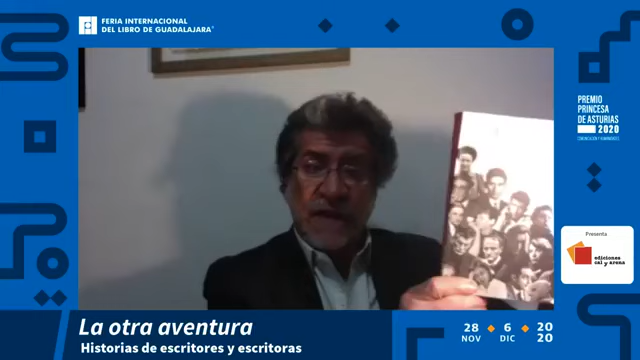 FERIA INTERNACIONAL
DEL LIBRO DE GUADALAJARA
PREMIO
PRINCESA
DE ASTURIAS
2020
COMUNICACIÓN Y HUMANIDADES
Presenta
ediciones
cal y arena
La otra aventura
Historias de escritores y escritoras
28 ◆ 6 ◆ 20
NOV DIC 20